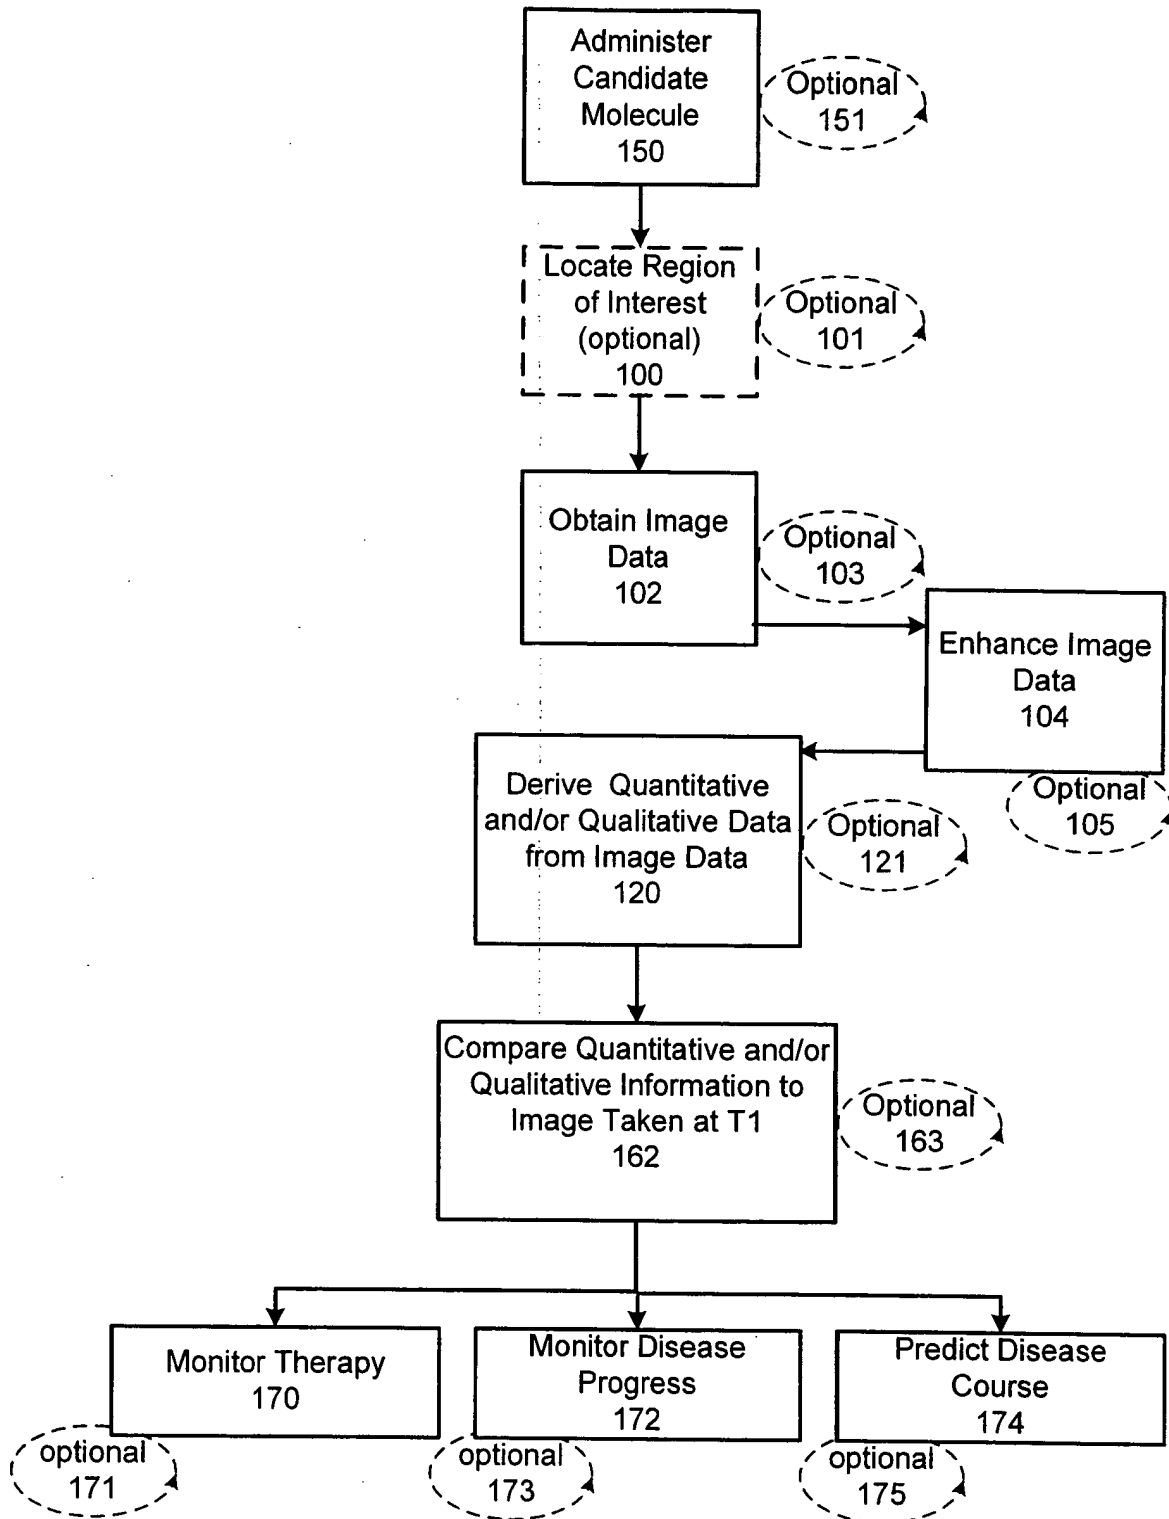 Administer
Candidate
Molecule
150
Optional
151
Locate Region
of Interest
(optional)
100
Optional
101
Obtain Image
Data
102
Optional
103
Enhance Image
Data
104
Optional
105
Derive Quantitative
and/or Qualitative Data
from Image Data
120
Optional
121
Compare Quantitative and/or
Qualitative Information to
Image Taken at T1
162
Optional
163
Monitor Therapy
170
optional
171
Monitor Disease
Progress
172
optional
173
Predict Disease
Course
174
optional
175